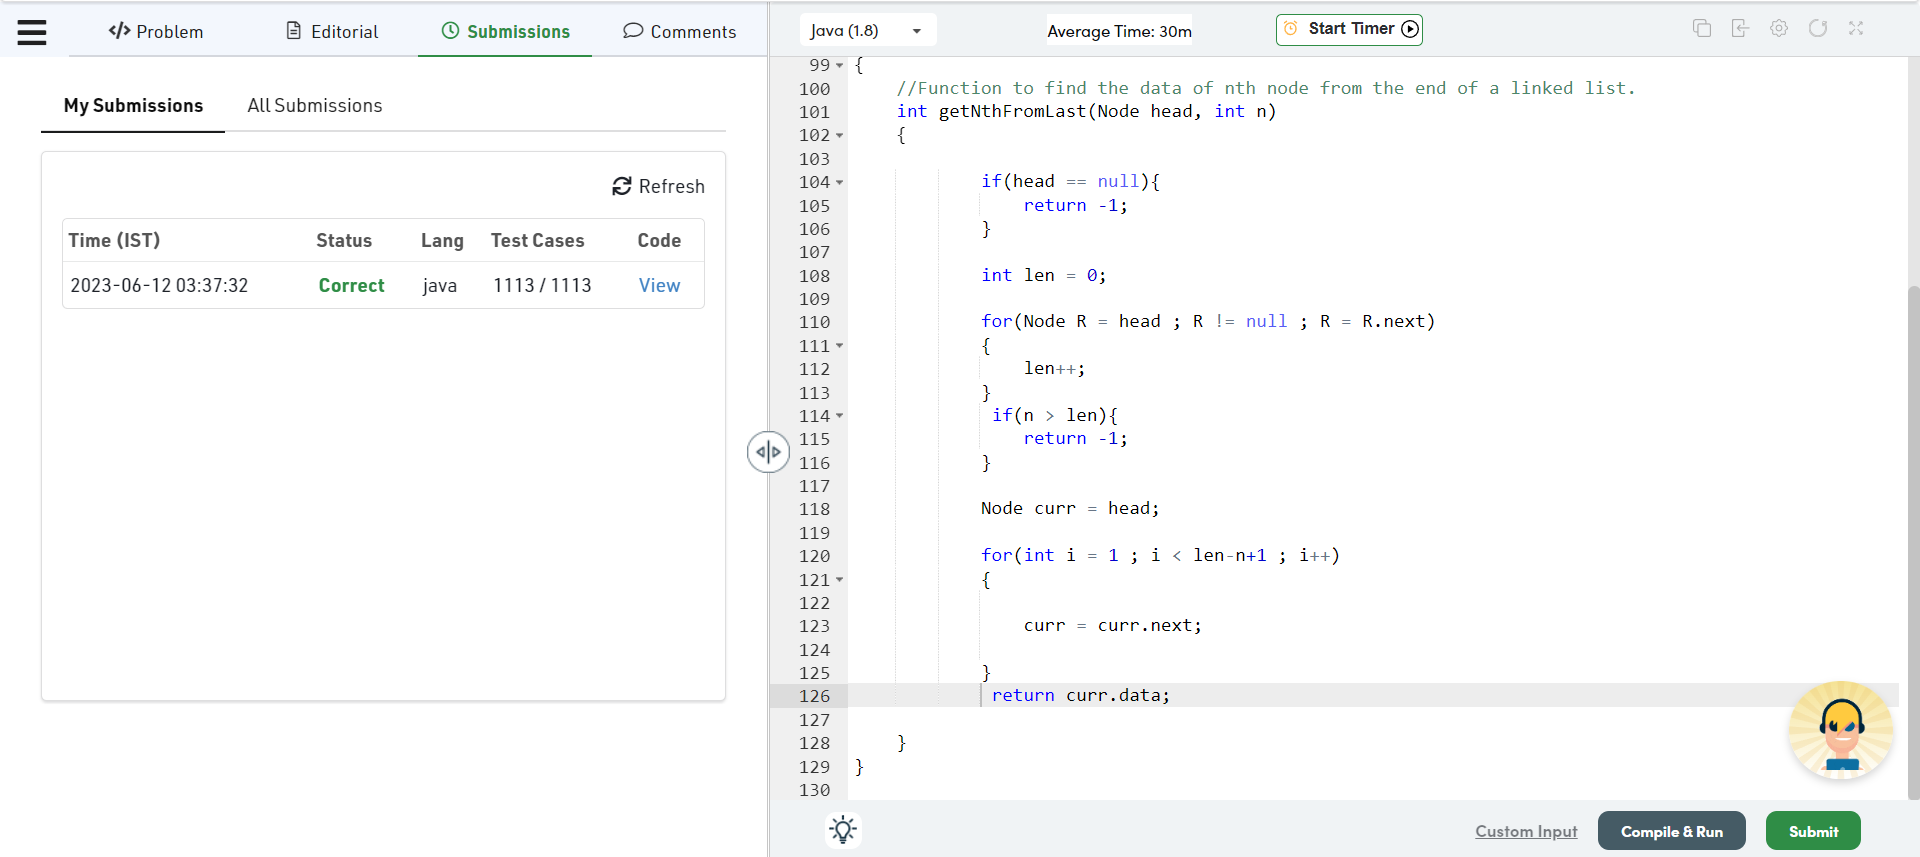 </> Problem
Editorial
Submissions
Comments
My Submissions
All Submissions
Refresh
Time (IST) Status Lang Test Cases Code
2023-06-12 03:37:32 Correct java 1113 / 1113 View
Java (1.8)
Average Time: 30m
Start Timer
99 {
100 //Function to find the data of nth node from the end of a linked list.
101 int getNthFromLast(Node head, int n)
102 {
103
104 if(head == null){
105 return -1;
106 }
107
108 int len = 0;
109
110 for(Node R = head ; R != null ; R = R.next)
111 {
112 len++;
113 }
114 if(n > len){
115 return -1;
116 }
117
118 Node curr = head;
119
120 for(int i = 1 ; i < len-n+1 ; i++)
121 {
122
123 curr = curr.next;
124
125 }
126 return curr.data;
127
128 }
129 }
130
Custom Input
Compile & Run
Submit